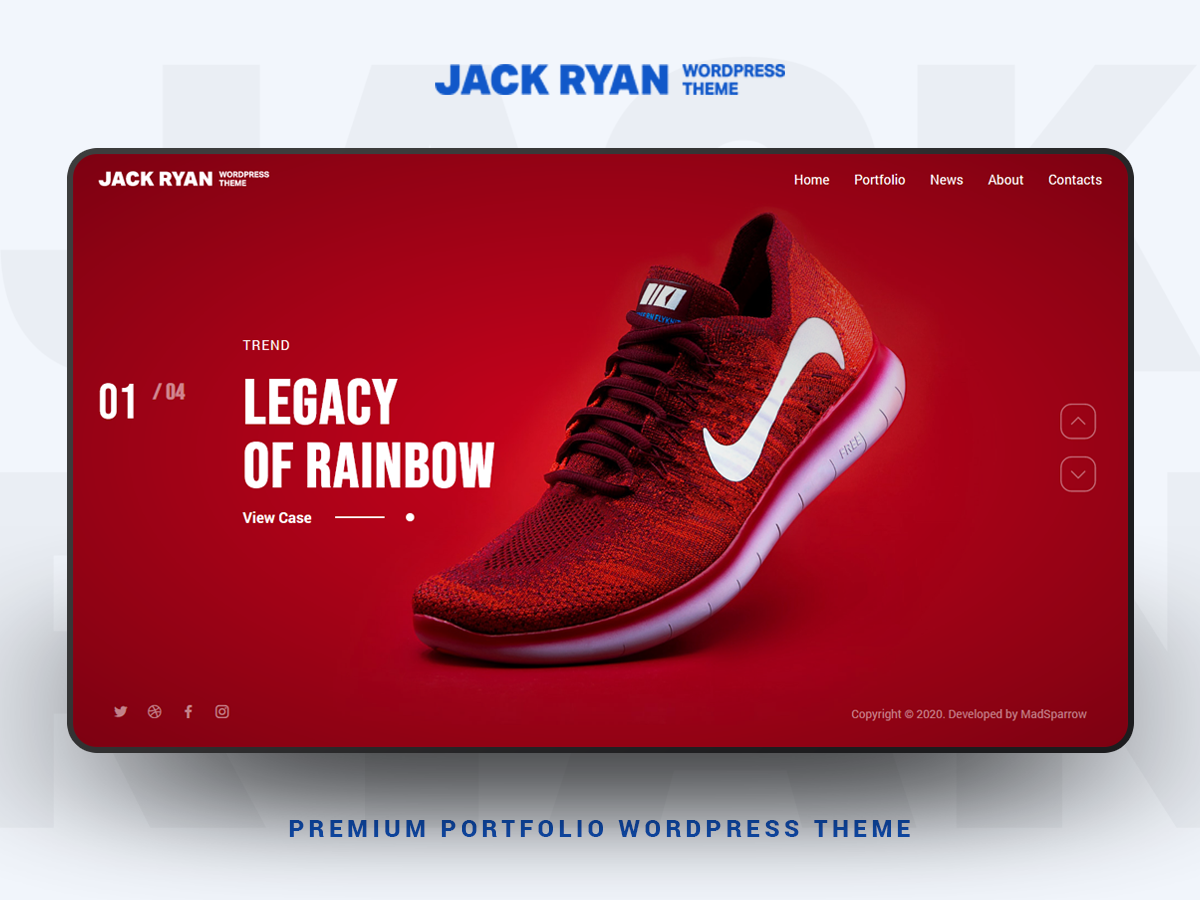 JACK RYAN WORDPRESS
THEME
JACK RYAN WORDPRESS
THEME
Home Portfolio News About Contacts
TREND
01 / 04
LEGACY
OF RAINBOW
View Case
FREE
Copyright © 2020. Developed by MadSparrow
PREMIUM PORTFOLIO WORDPRESS THEME